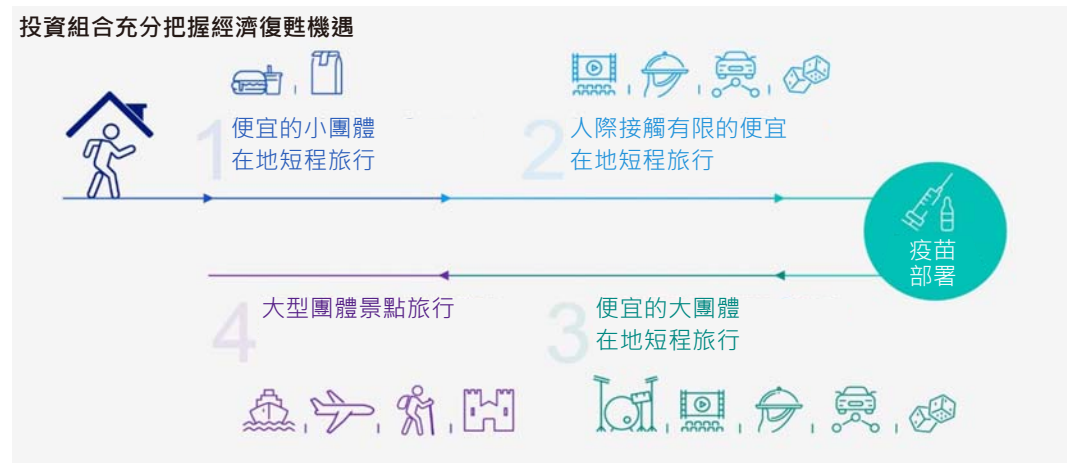 投資組合充分把握經濟復甦機遇
1
便宜的小團體
在地短程旅行
2
人際接觸有限的便宜
在地短程旅行
疫苗
部署
3
便宜的大團體
在地短程旅行
4
大型團體景點旅行